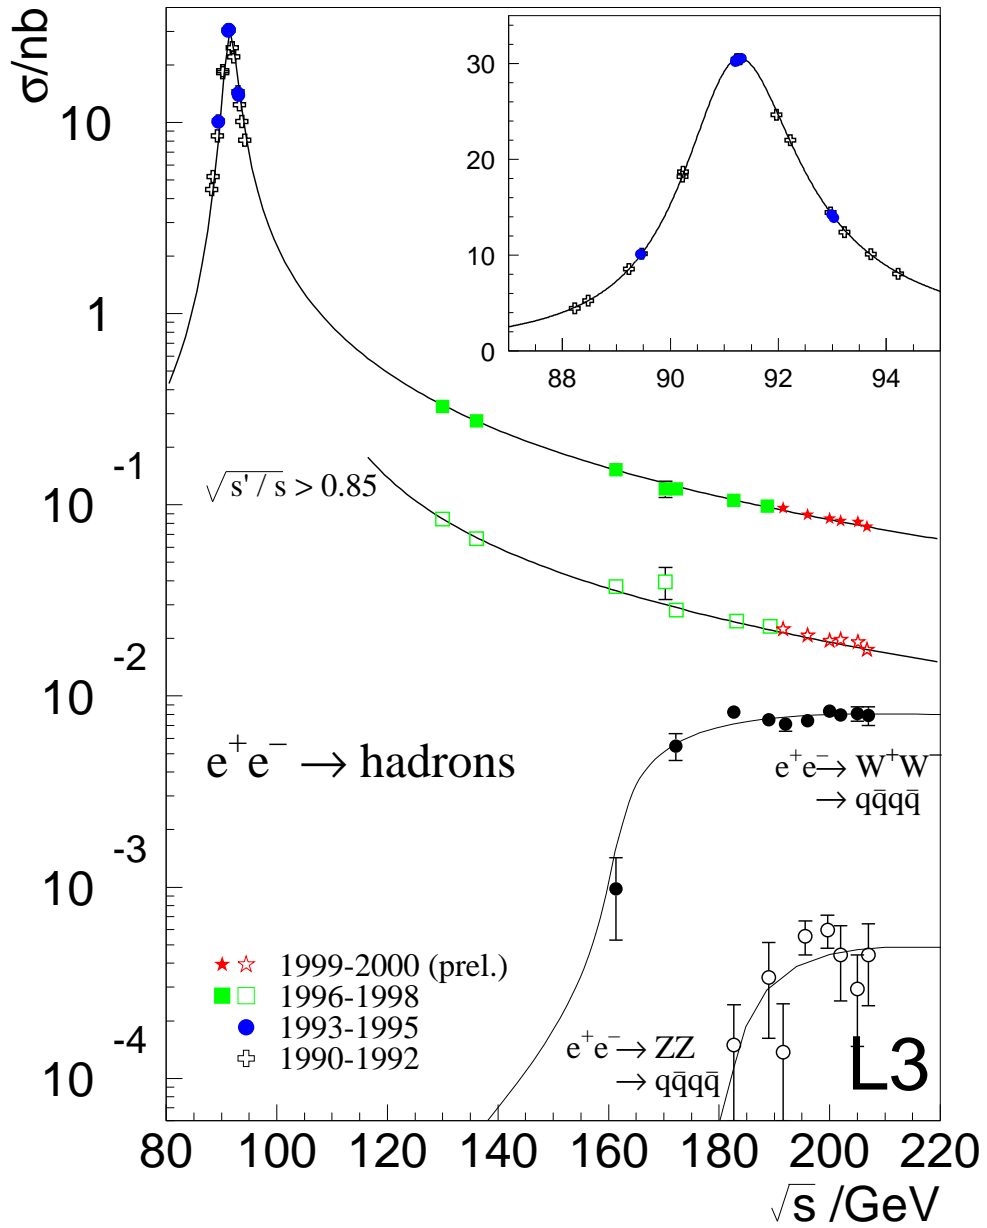 σ/nb
30
20
10
0
88 90 92 94
10
1
10 -1
10 -2
10 -3
10 -4
√s'/s > 0.85
e⁺e⁻ → hadrons
e⁺e⁻ → W⁺W⁻
→ qq̄qq̄
1999-2000 (prel.)
1996-1998
1993-1995
1990-1992
e⁺e⁻ → ZZ
→ qq̄qq̄
L3
80 100 120 140 160 180 200 220
√s /GeV